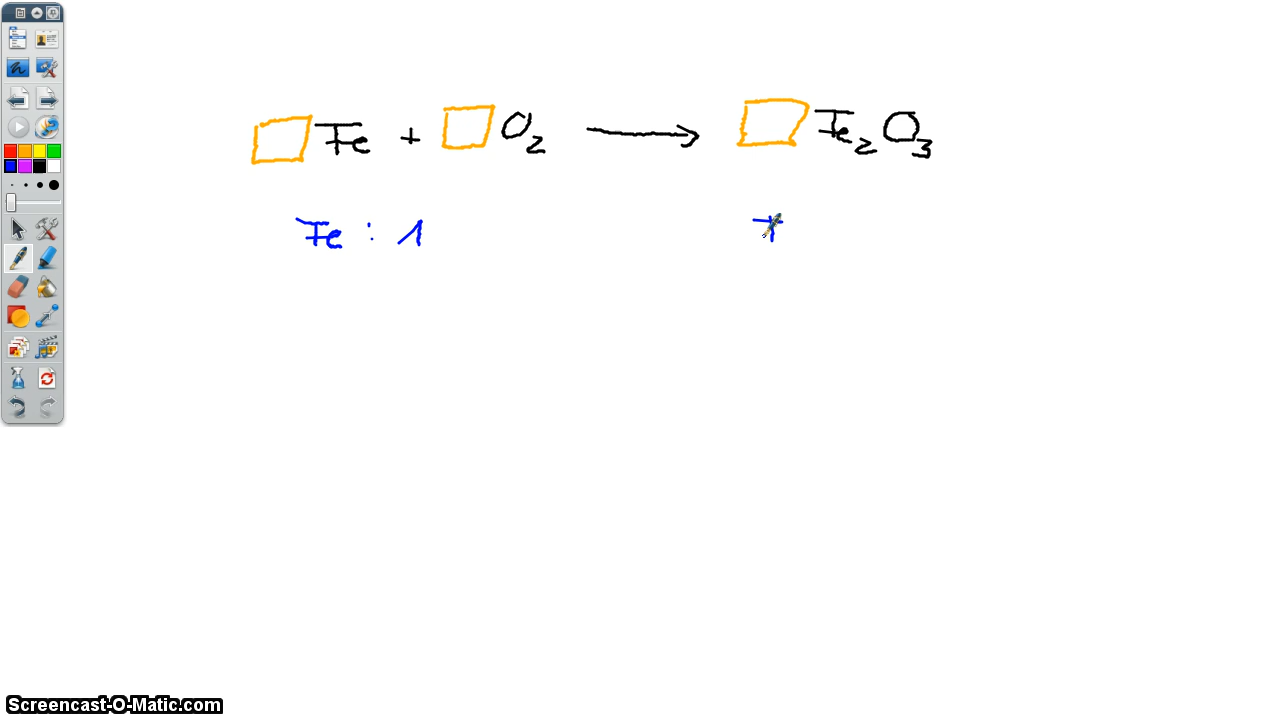 Fe + O2 → Fe2O3
Fe : 1
Screencast-O-Matic.com